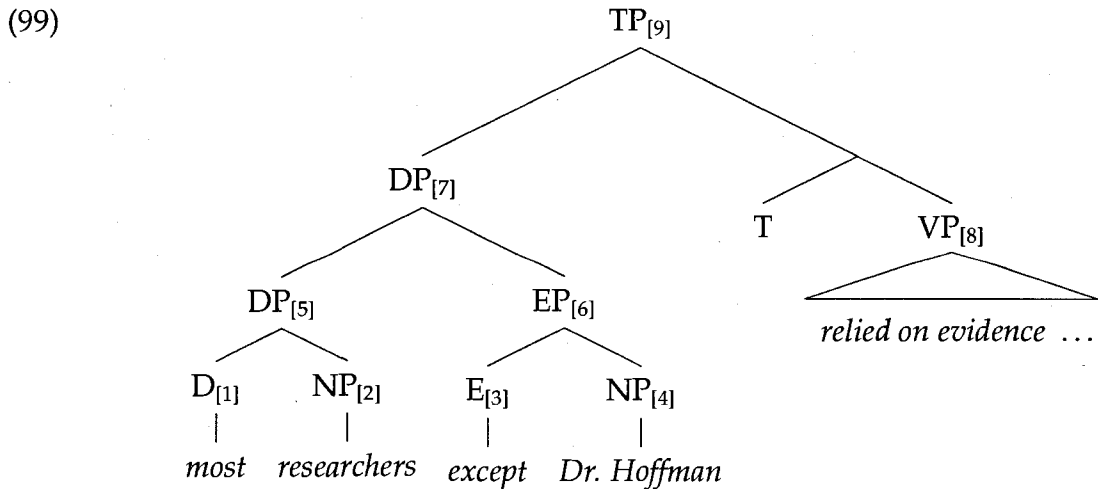 (99) TP[9]
DP[7] T VP[8]
DP[5] EP[6] relied on evidence ...
D[1] NP[2] E[3] NP[4]
most researchers except Dr. Hoffman